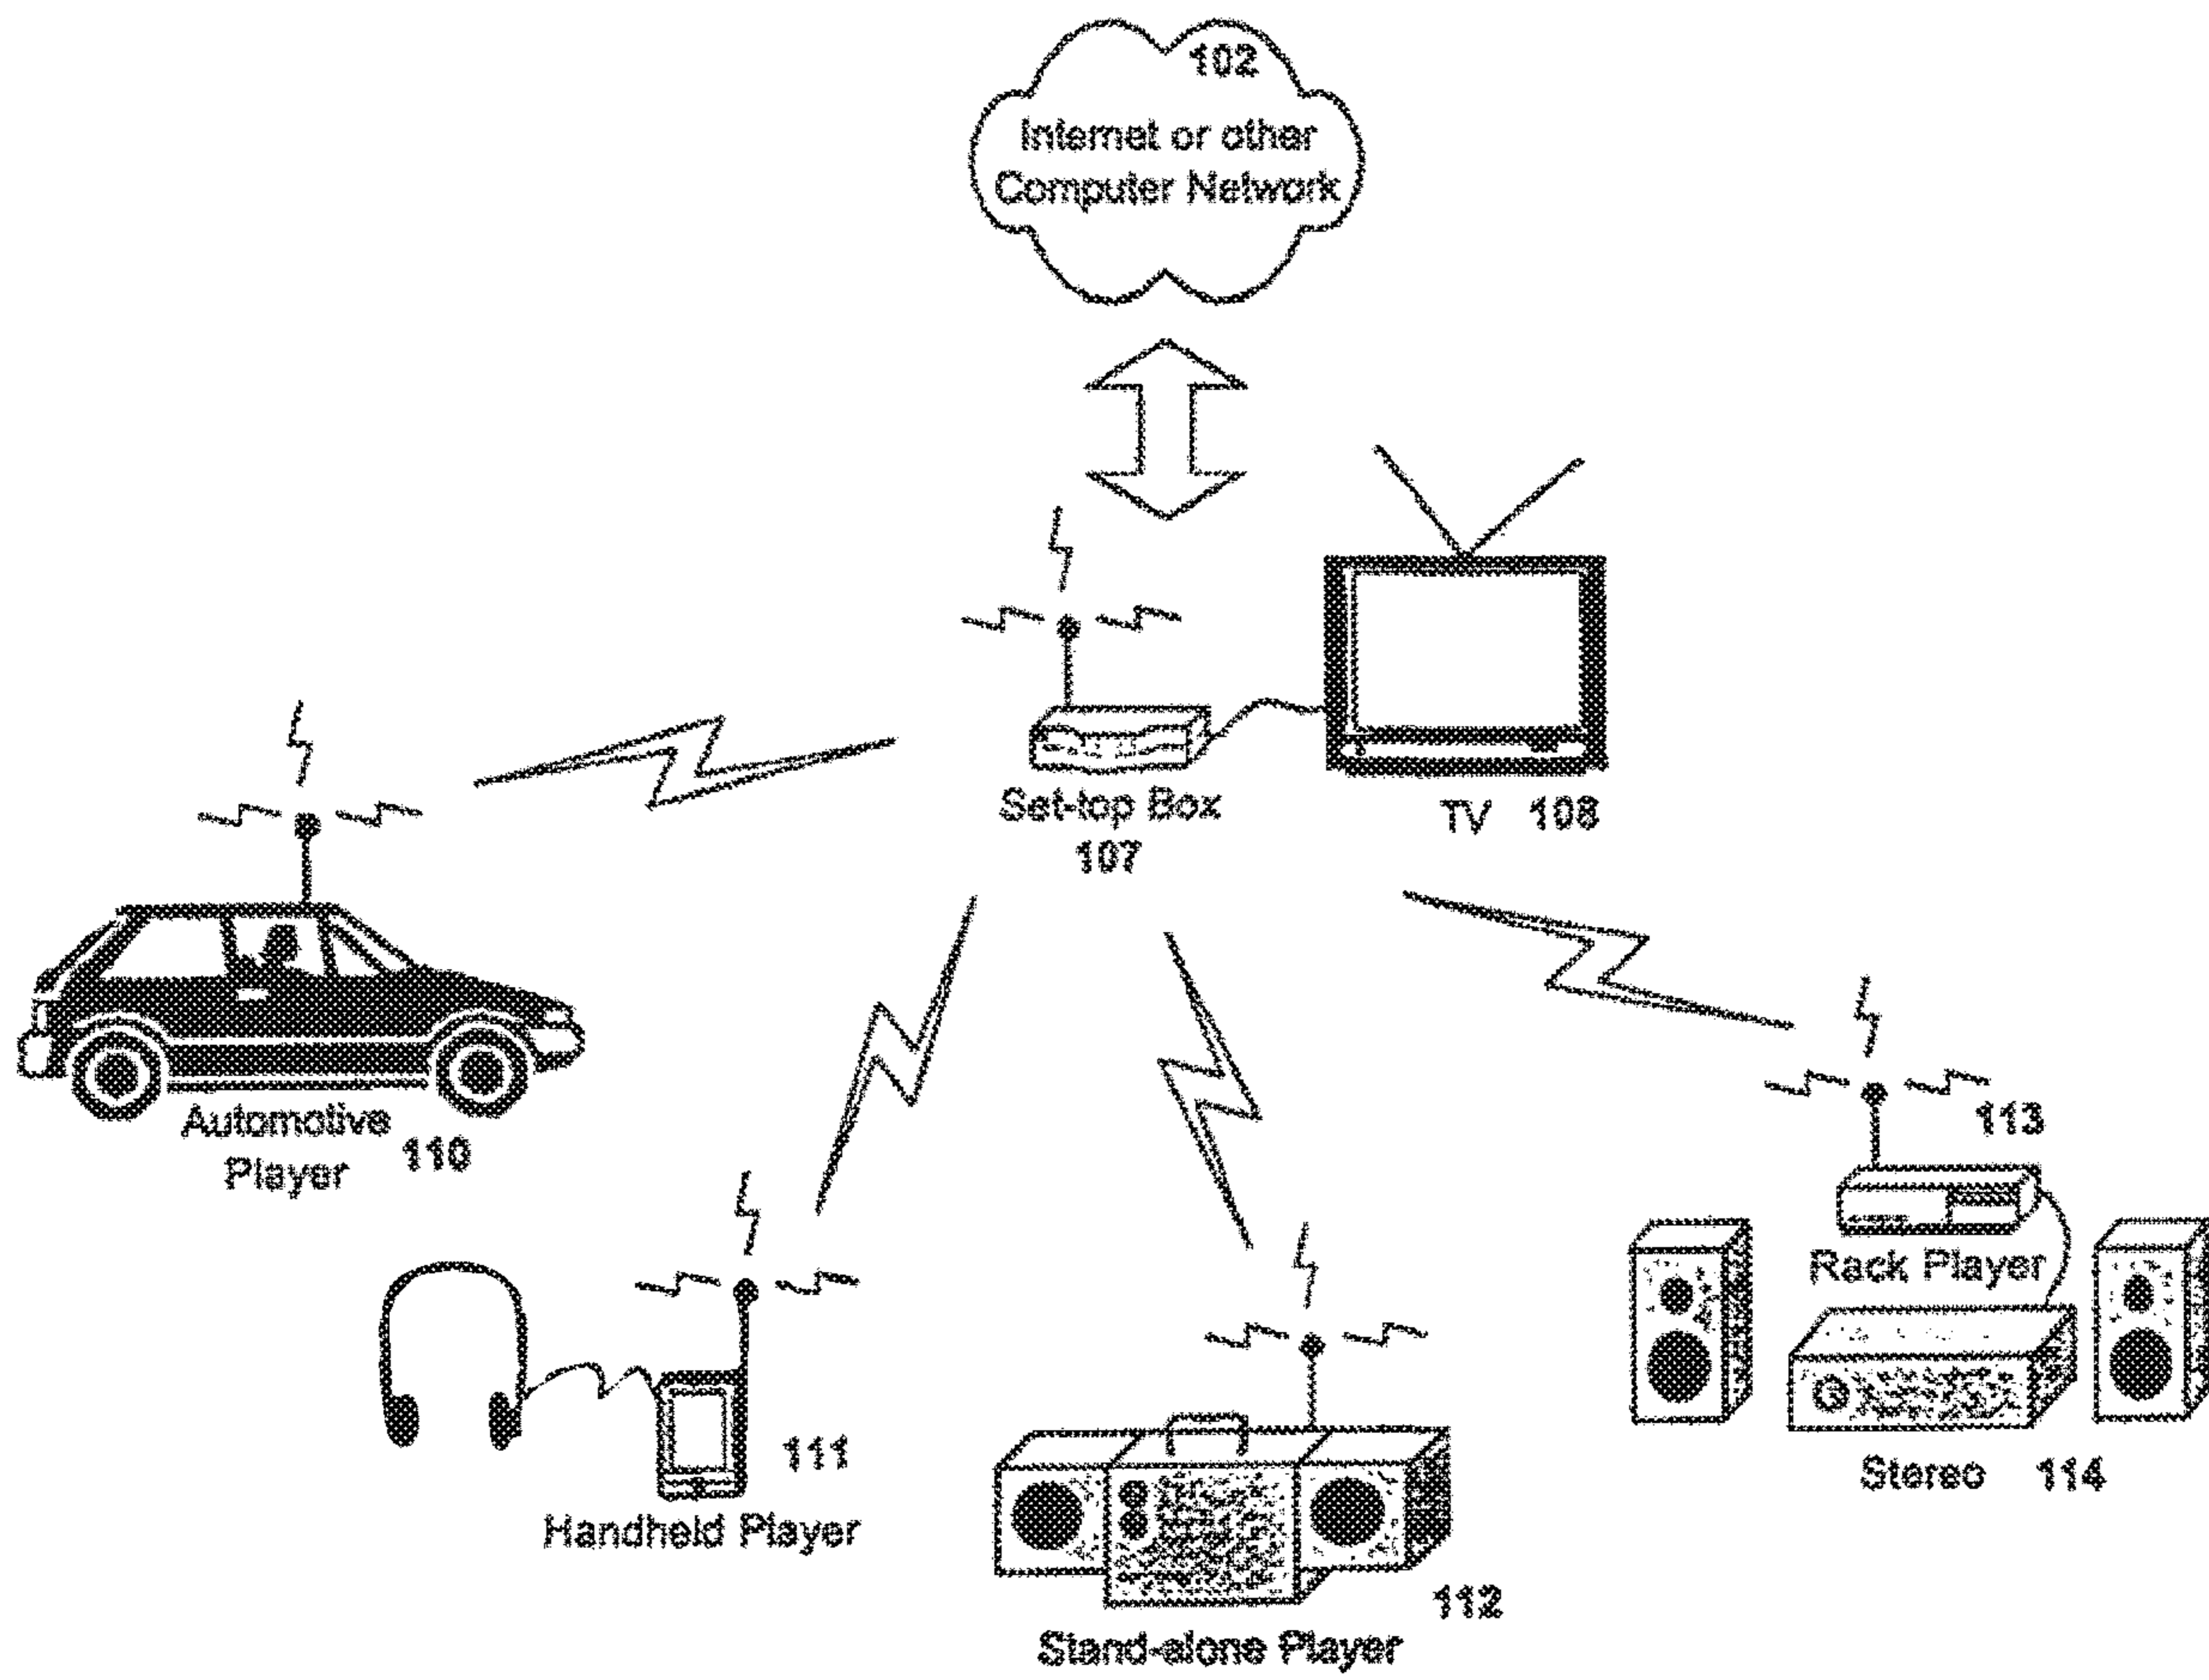 102
Internet or other
Computer Network
Set-top Box
107
TV 108
Automotive
Player 110
113
Rack Player
111
Handheld Player
Stereo 114
112
Stand-alone Player